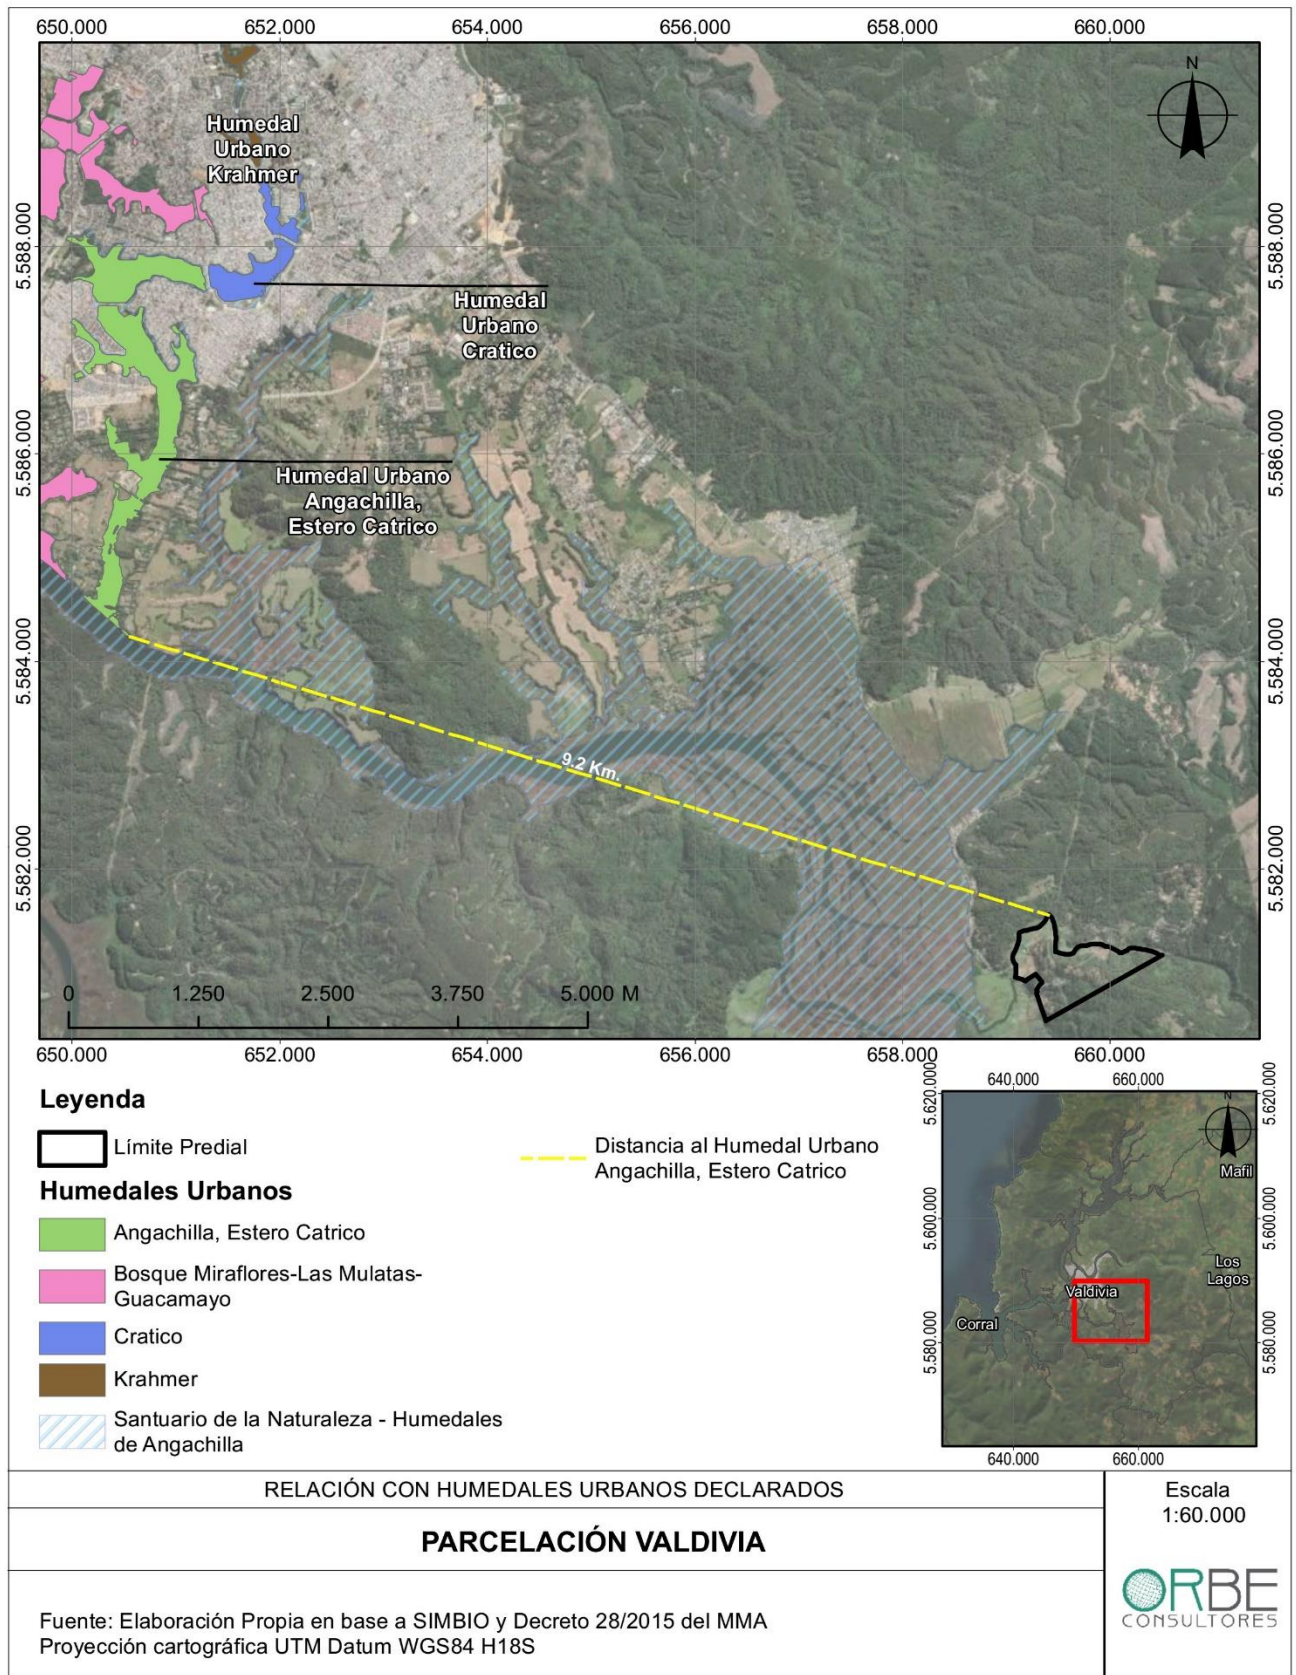 650.000 652.000 654.000 656.000 658.000 660.000
N
Humedal
Urbano
Krahmer
5.588.000
5.588.000
Humedal
Urbano
Cratico
5.586.000
5.586.000
Humedal Urbano
Angachilla,
Estero Catrico
5.584.000
5.584.000
9.2 Km.
5.582.000
5.582.000
0 1.250 2.500 3.750 5.000 M
650.000 652.000 654.000 656.000 658.000 660.000
Leyenda
Límite Predial
Distancia al Humedal Urbano
Angachilla, Estero Catrico
Humedales Urbanos
Angachilla, Estero Catrico
Bosque Miraflores-Las Mulatas-
Guacamayo
Cratico
Krahmer
Santuario de la Naturaleza - Humedales
de Angachilla
640.000 660.000
5.620.000
5.620.000
N
Mafil
5.600.000
5.600.000
Los
Lagos
Valdivia
Corral
5.580.000
5.580.000
640.000 660.000
RELACIÓN CON HUMEDALES URBANOS DECLARADOS
PARCELACIÓN VALDIVIA
Escala
1:60.000
Fuente: Elaboración Propia en base a SIMBIO y Decreto 28/2015 del MMA
Proyección cartográfica UTM Datum WGS84 H18S
ORBE
CONSULTORES